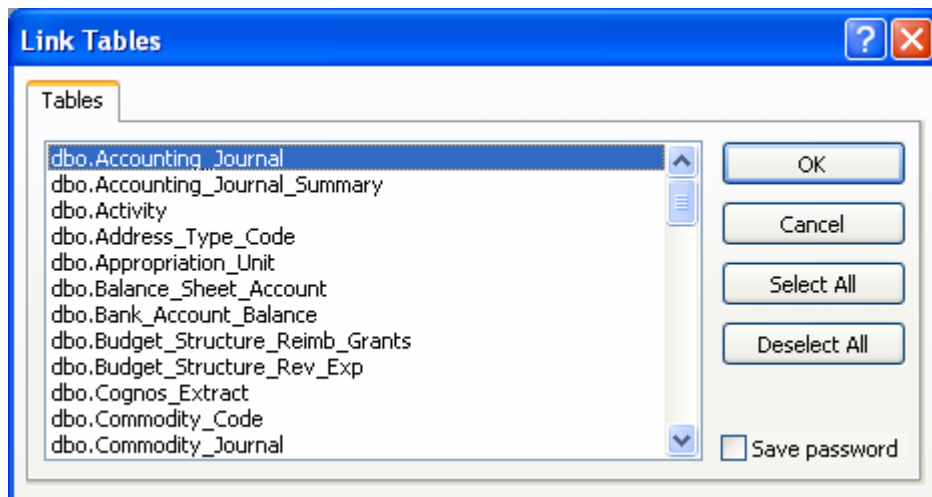 Link Tables
Tables
dbo.Accounting_Journal
dbo.Accounting_Journal_Summary
dbo.Activity
dbo.Address_Type_Code
dbo.Appropriation_Unit
dbo.Balance_Sheet_Account
dbo.Bank_Account_Balance
dbo.Budget_Structure_Reimb_Grants
dbo.Budget_Structure_Rev_Exp
dbo.Cognos_Extract
dbo.Commodity_Code
dbo.Commodity_Journal
OK
Cancel
Select All
Deselect All
Save password